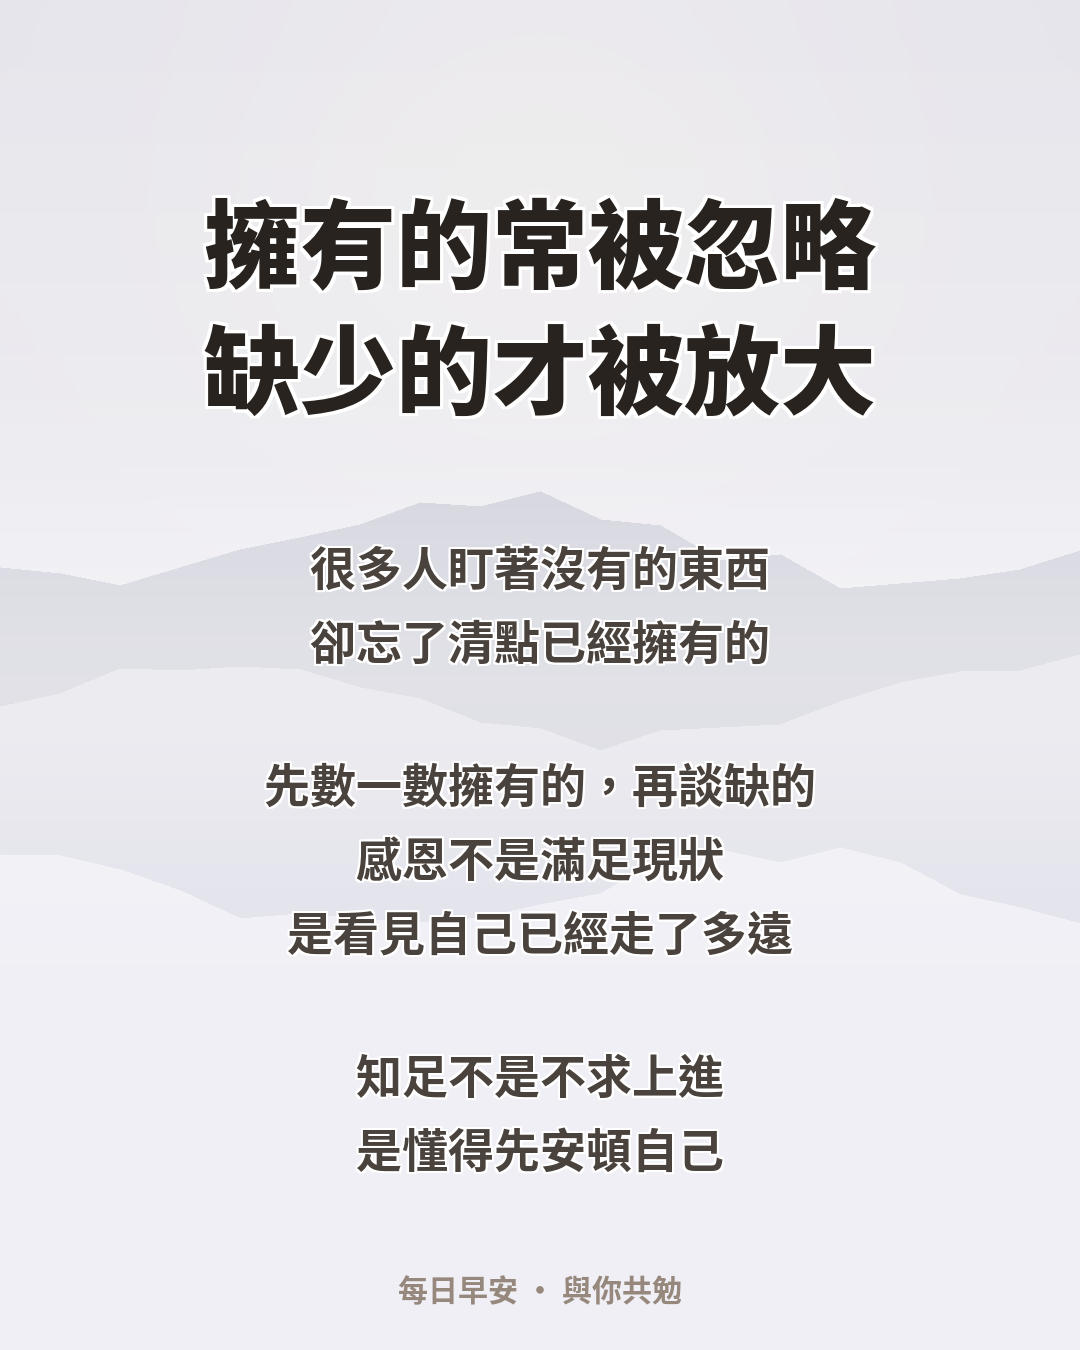 擁有的常被忽略
缺少的才被放大
很多人盯著沒有的東西
卻忘了清點已經擁有的
先數一數擁有的，再談缺的
感恩不是滿足現狀
是看見自己已經走了多遠
知足不是不求上進
是懂得先安頓自己
每日早安・與你共勉